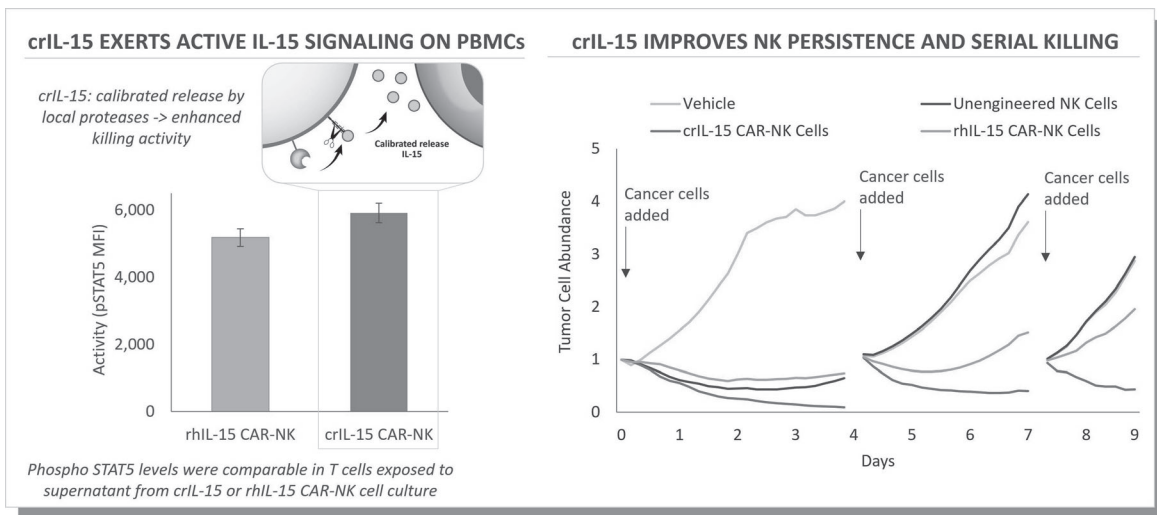 crIL-15 EXERTS ACTIVE IL-15 SIGNALING ON PBMCs
crIL-15: calibrated release by
local proteases -> enhanced
killing activity
Calibrated release
IL-15
Activity (pSTAT5 MFI)
6,000
4,000
2,000
0
rhIL-15 CAR-NK
crIL-15 CAR-NK
Phospho STAT5 levels were comparable in T cells exposed to
supernatant from crIL-15 or rhIL-15 CAR-NK cell culture
crIL-15 IMPROVES NK PERSISTENCE AND SERIAL KILLING
Vehicle
Unengineered NK Cells
crIL-15 CAR-NK Cells
rhIL-15 CAR-NK Cells
Tumor Cell Abundance
5
4
3
2
1
0
Cancer cells
added
Cancer cells
added
Cancer cells
added
0 1 2 3 4 5 6 7 8 9
Days